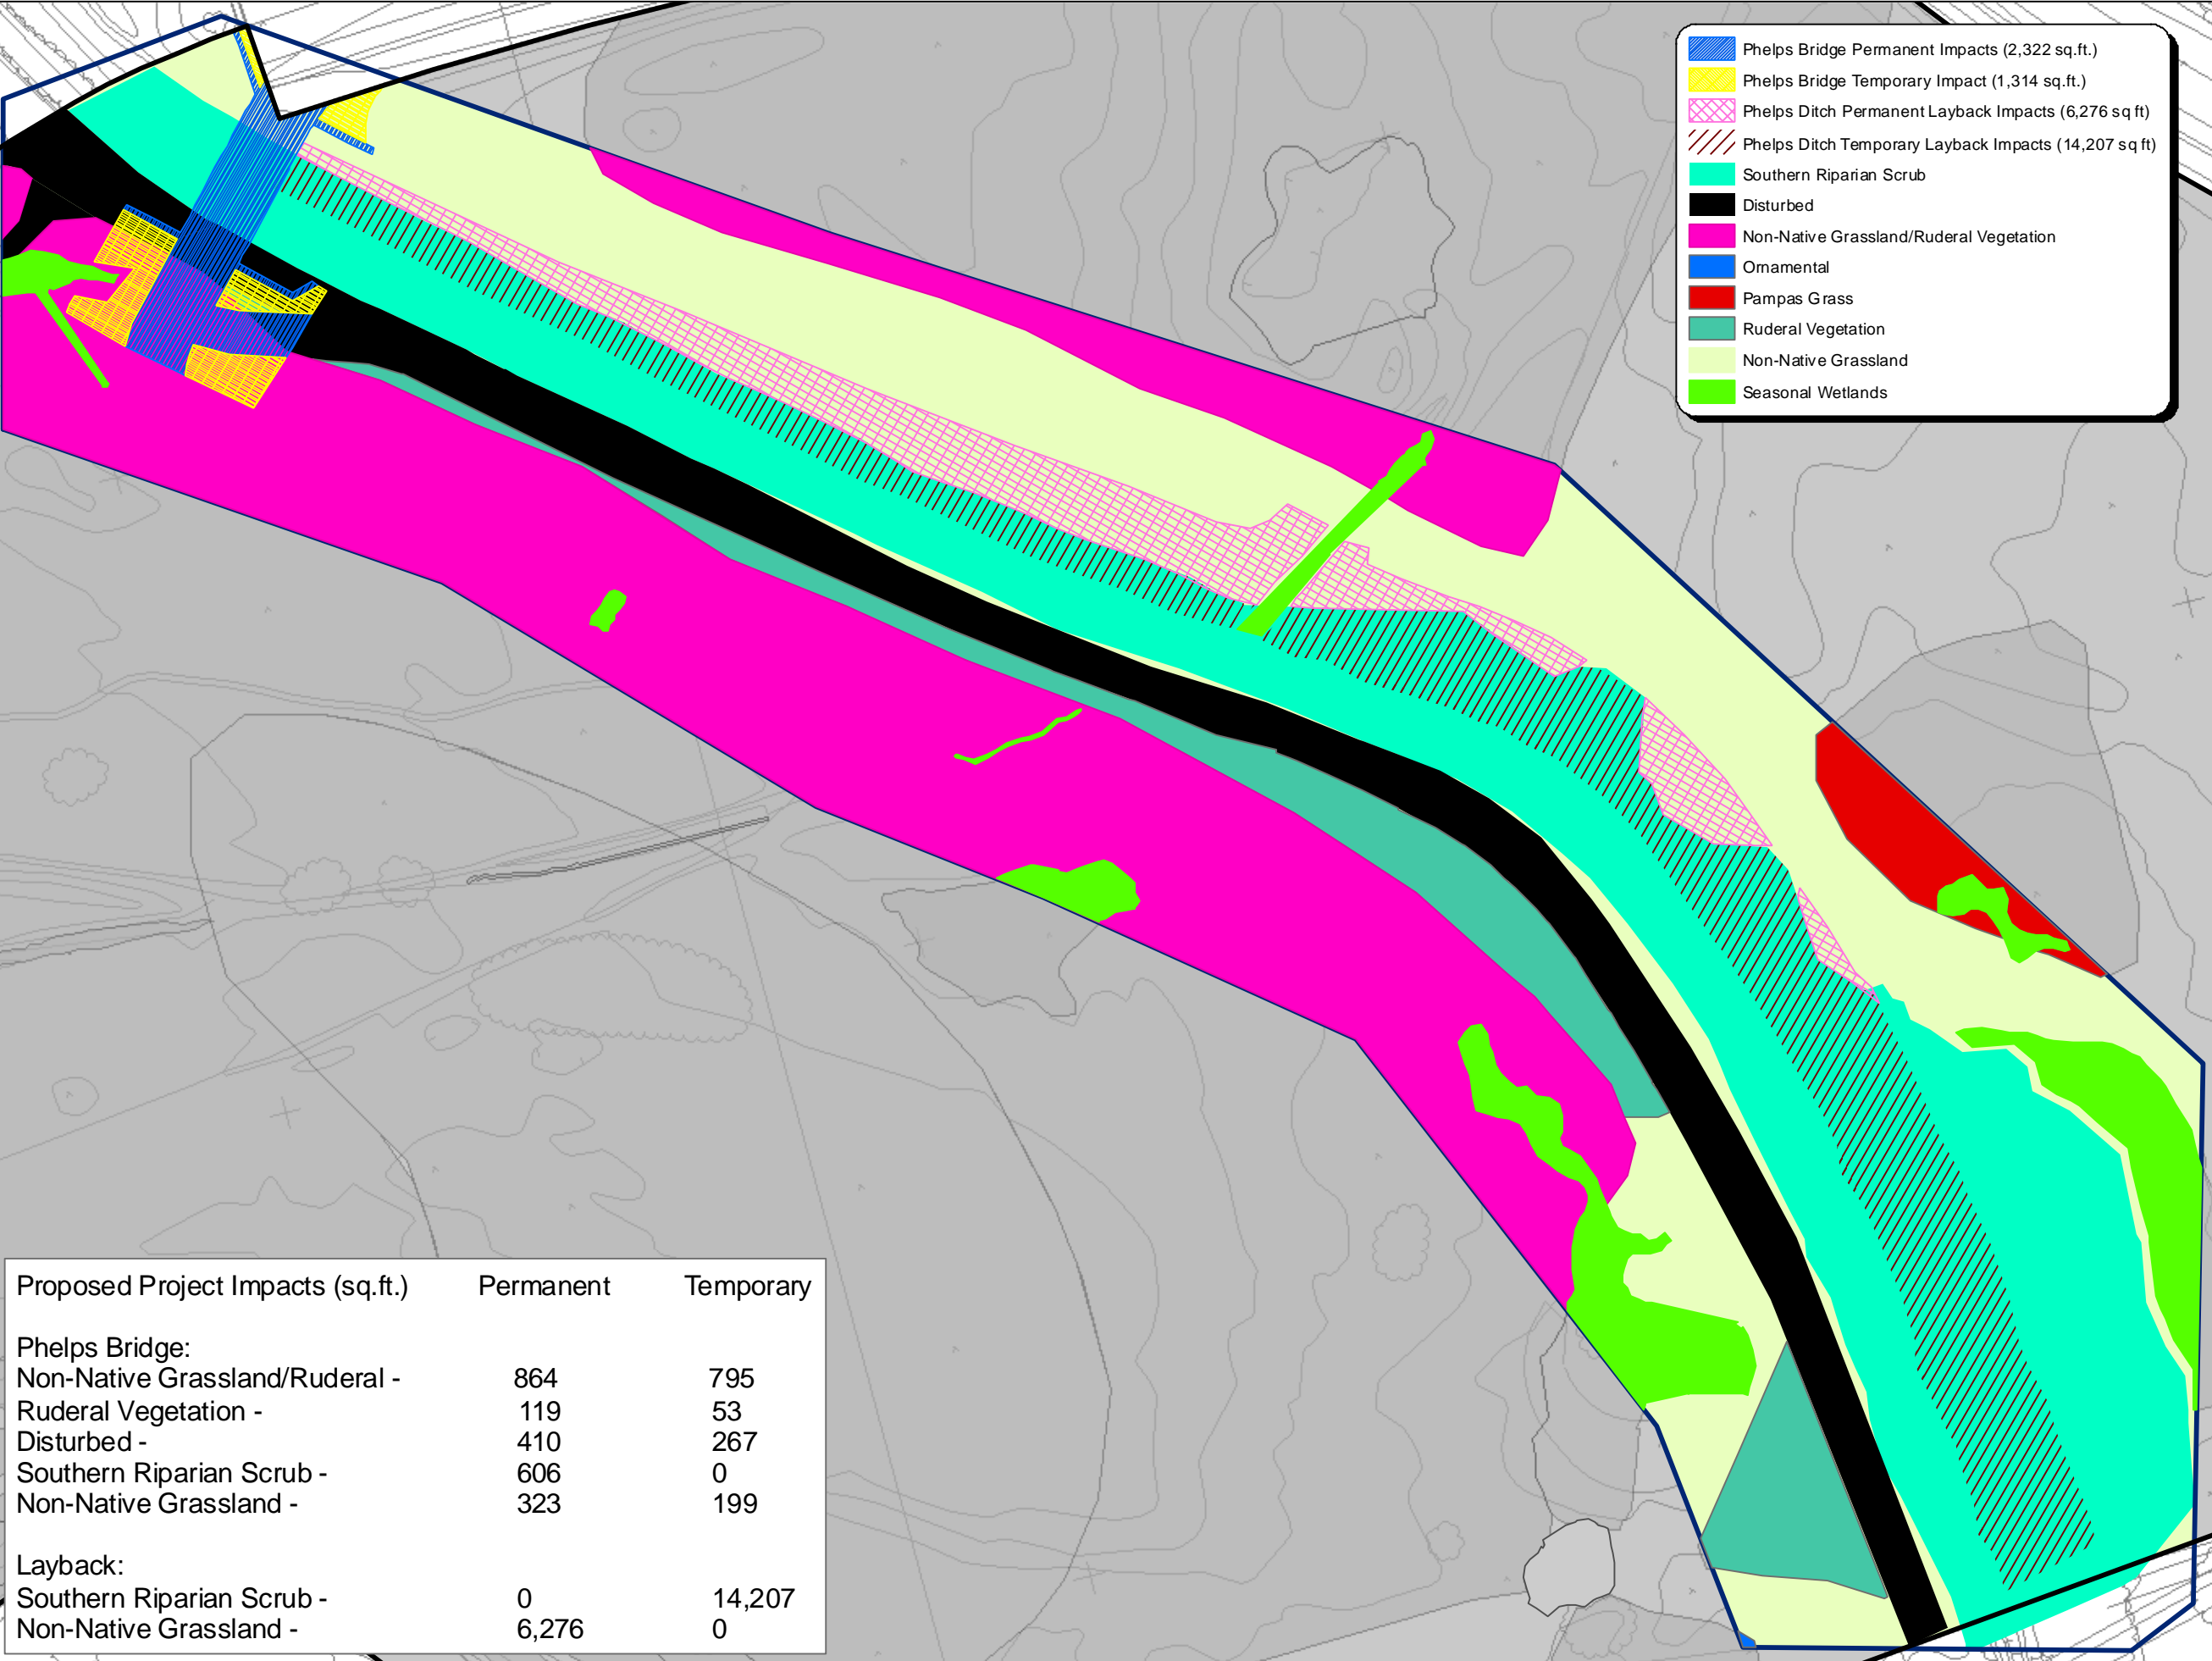 Phelps Bridge Permanent Impacts (2,322 sq.ft.)
Phelps Bridge Temporary Impact (1,314 sq.ft.)
Phelps Ditch Permanent Layback Impacts (6,276 sq ft)
Phelps Ditch Temporary Layback Impacts (14,207 sq ft)
Southern Riparian Scrub
Disturbed
Non-Native Grassland/Ruderal Vegetation
Ornamental
Pampas Grass
Ruderal Vegetation
Non-Native Grassland
Seasonal Wetlands
Proposed Project Impacts (sq.ft.) Permanent Temporary
Phelps Bridge:
Non-Native Grassland/Ruderal - 864 795
Ruderal Vegetation - 119 53
Disturbed - 410 267
Southern Riparian Scrub - 606 0
Non-Native Grassland - 323 199
Layback:
Southern Riparian Scrub - 0 14,207
Non-Native Grassland - 6,276 0